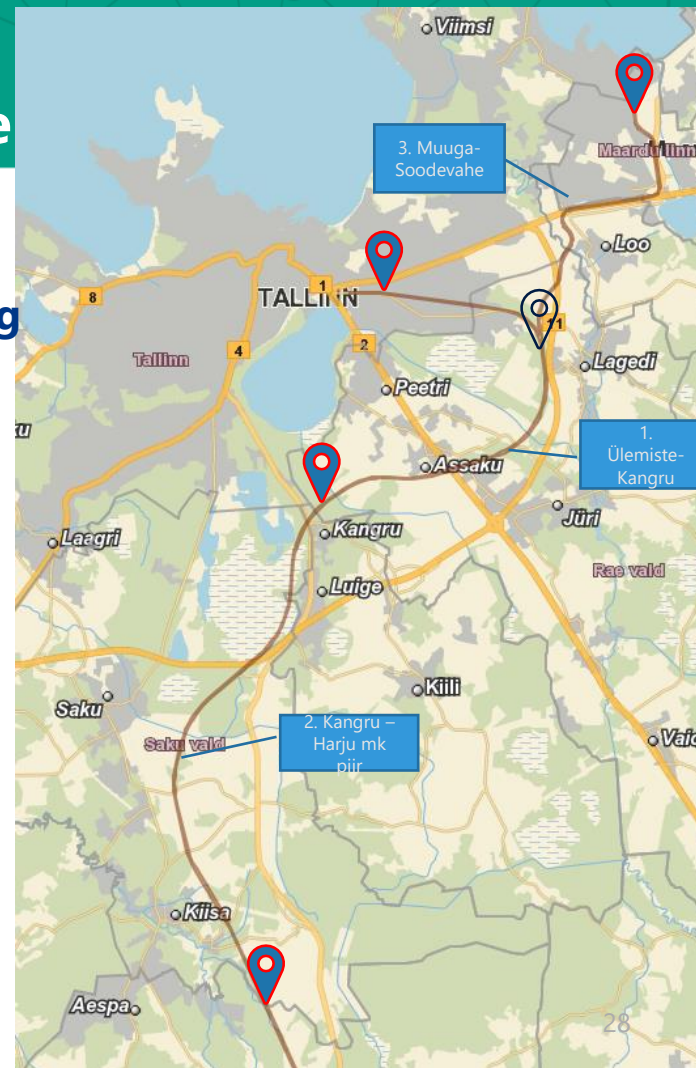 e
g
Viimsi
3. Muuga-
Soodevahe
Maardu linn
Loo
1
TALLINN
8
11
4
2
Tallinn
Lagedi
Peetri
ku
1.
Ülemiste-
Kangru
Assaku
Jüri
Kangru
Laagri
Rae vald
Luige
Kiili
Saku
2. Kangru –
Harju mk
piir
Saku vald
Kiisa
Aespa
28